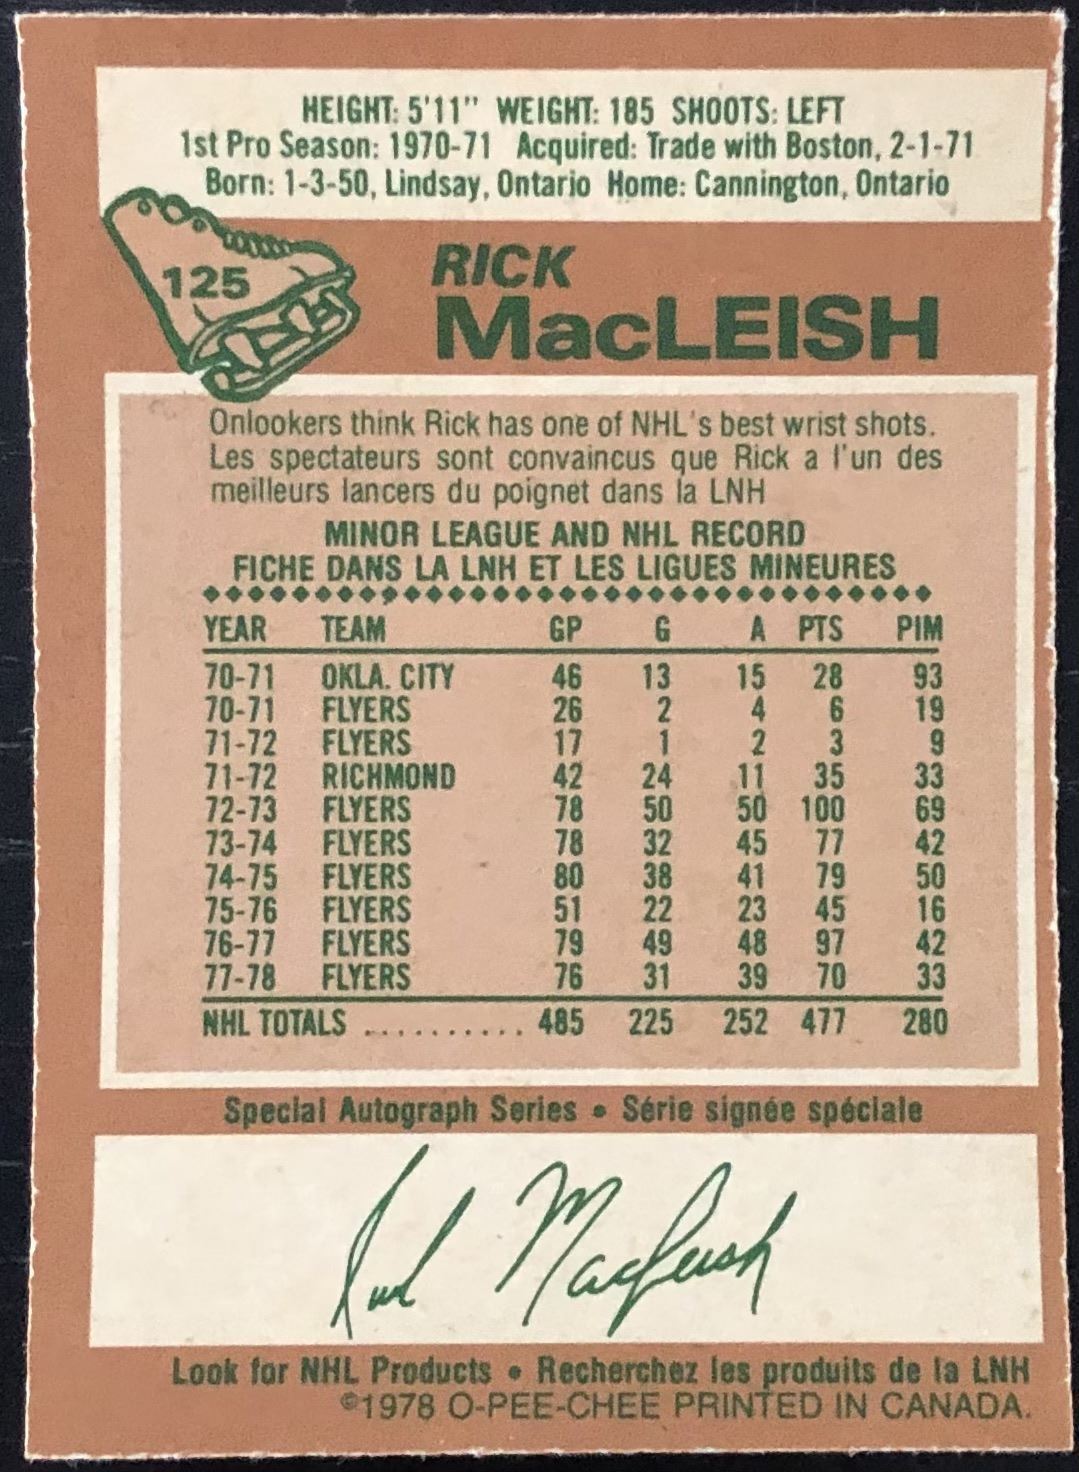 HEIGHT: 5'11" WEIGHT: 185 SHOOTS: LEFT
1st Pro Season: 1970-71 Acquired: Trade with Boston, 2-1-71
Born: 1-3-50, Lindsay, Ontario Home: Cannington, Ontario
125
RICK
MacLEISH
Onlookers think Rick has one of NHL's best wrist shots.
Les spectateurs sont convaincus que Rick a l'un des
meilleurs lancers du poignet dans la LNH
MINOR LEAGUE AND NHL RECORD
FICHE DANS LA LNH ET LES LIGUES MINEURES
YEAR TEAM GP G A PTS PIM
70-71 OKLA. CITY 46 13 15 28 93
70-71 FLYERS 26 2 4 6 19
71-72 FLYERS 17 1 2 3 9
71-72 RICHMOND 42 24 11 35 33
72-73 FLYERS 78 50 50 100 69
73-74 FLYERS 78 32 45 77 42
74-75 FLYERS 80 38 41 79 50
75-76 FLYERS 51 22 23 45 16
76-77 FLYERS 79 49 48 97 42
77-78 FLYERS 76 31 39 70 33
NHL TOTALS ........... 485 225 252 477 280
Special Autograph Series • Série signée spéciale
Rick MacLeish
Look for NHL Products • Recherchez les produits de la LNH
©1978 O-PEE-CHEE PRINTED IN CANADA.